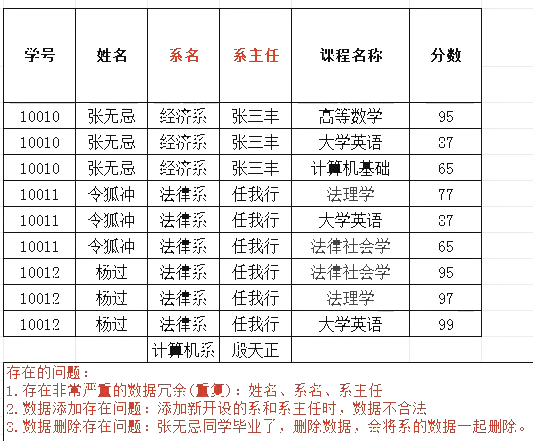 学号 姓名 系名 系主任 课程名称 分数
10010 张无忌 经济系 张三丰 高等数学 95
10010 张无忌 经济系 张三丰 大学英语 87
10010 张无忌 经济系 张三丰 计算机基础 65
10011 令狐冲 法律系 任我行 法理学 77
10011 令狐冲 法律系 任我行 大学英语 87
10011 令狐冲 法律系 任我行 法律社会学 65
10012 杨过 法律系 任我行 法律社会学 95
10012 杨过 法律系 任我行 法理学 97
10012 杨过 法律系 任我行 大学英语 99
计算机系 殷天正
存在的问题：
1.存在非常严重的数据冗余(重复)：姓名、系名、系主任
2.数据添加存在问题：添加新开设的系和系主任时，数据不合法
3.数据删除存在问题：张无忌同学毕业了，删除数据，会将系的数据一起删除。